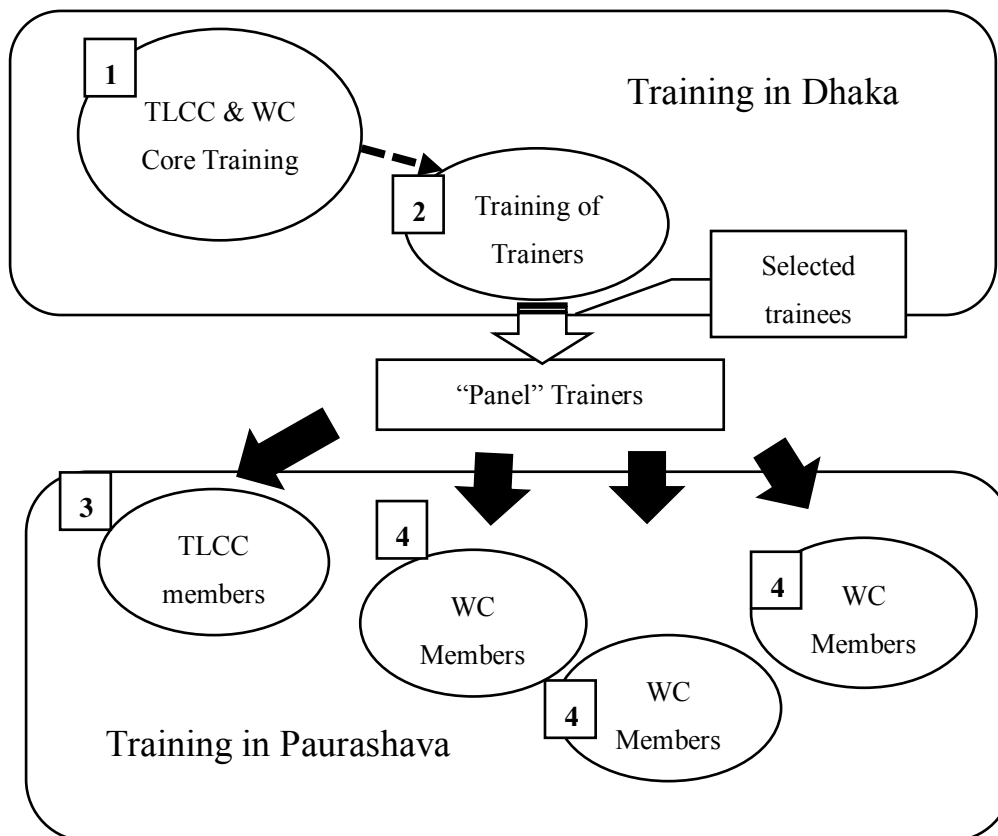 1
TLCC & WC
Core Training
Training in Dhaka
2
Training of
Trainers
Selected
trainees
“Panel” Trainers
3
TLCC
members
4
WC
Members
4
WC
Members
4
WC
Members
Training in Paurashava